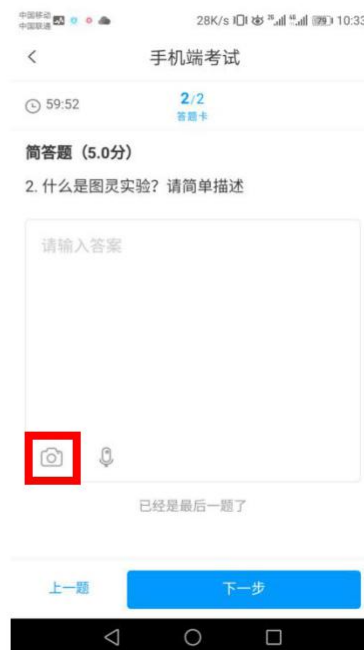 中国移动
中国联通
28K/s 79 10:33
手机端考试
59:52
2/2
答题卡
简答题（5.0分）
2. 什么是图灵实验？请简单描述
请输入答案
已经是最后一题了
上一题
下一步